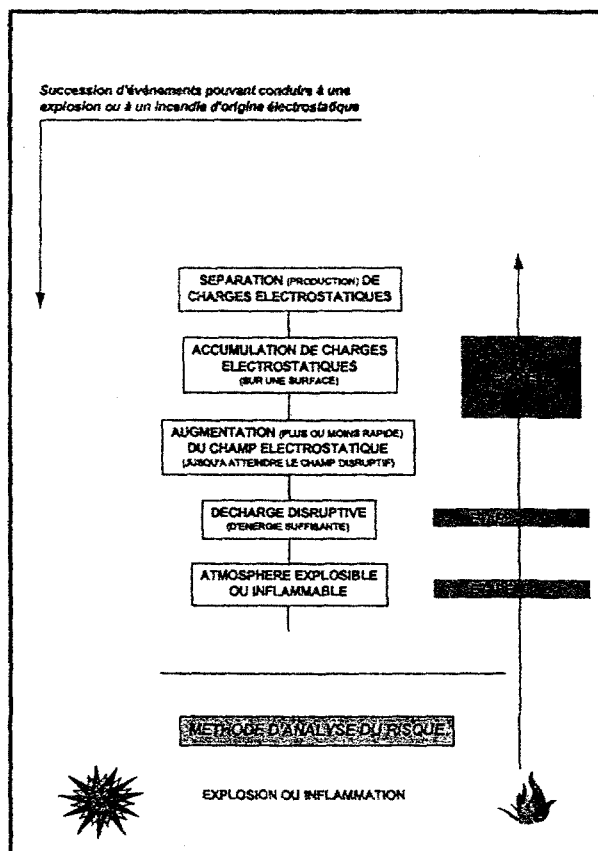 Succession d'événements pouvant conduire à une
explosion ou à un incendie d'origine électrostatique
SEPARATION (PRODUCTION) DE
CHARGES ELECTROSTATIQUES
ACCUMULATION DE CHARGES
ELECTROSTATIQUES
(SUR UNE SURFACE)
AUGMENTATION (PLUS OU MOINS RAPIDE)
DU CHAMP ELECTROSTATIQUE
(JUSQU'A ATTEINDRE LE CHAMP DISRUPTIF)
DECHARGE DISRUPTIVE
(D'ENERGIE SUFFISANTE)
ATMOSPHERE EXPLOSIBLE
OU INFLAMMABLE
METHODE D'ANALYSE DU RISQUE
EXPLOSION OU INFLAMMATION